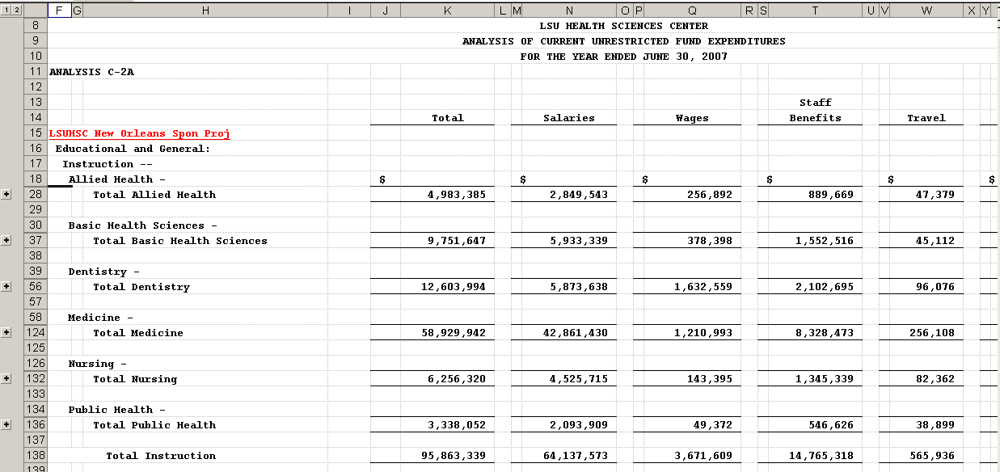 1 2 F G H I J K L M N O P Q R S T U V W X Y
8 LSU HEALTH SCIENCES CENTER
9 ANALYSIS OF CURRENT UNRESTRICTED FUND EXPENDITURES
10 FOR THE YEAR ENDED JUNE 30, 2007
11 ANALYSIS C-2A
12
13 Staff
14 Total Salaries Wages Benefits Travel
15 LSUHSC New Orleans Spon Proj
16 Educational and General:
17 Instruction --
18 Allied Health - $ $ $ $ $ $
+ 28 Total Allied Health 4,983,385 2,849,543 256,892 889,669 47,379
29
30 Basic Health Sciences -
+ 37 Total Basic Health Sciences 9,751,647 5,933,339 378,398 1,552,516 45,112
38
39 Dentistry -
+ 56 Total Dentistry 12,603,994 5,873,638 1,632,559 2,102,695 96,076
57
58 Medicine -
+ 124 Total Medicine 58,929,942 42,861,430 1,210,993 8,328,473 256,108
125
126 Nursing -
+ 132 Total Nursing 6,256,320 4,525,715 143,395 1,345,339 82,362
133
134 Public Health -
+ 136 Total Public Health 3,338,052 2,093,909 49,372 546,626 38,899
137
138 Total Instruction 95,863,339 64,137,573 3,671,609 14,765,318 565,936
139